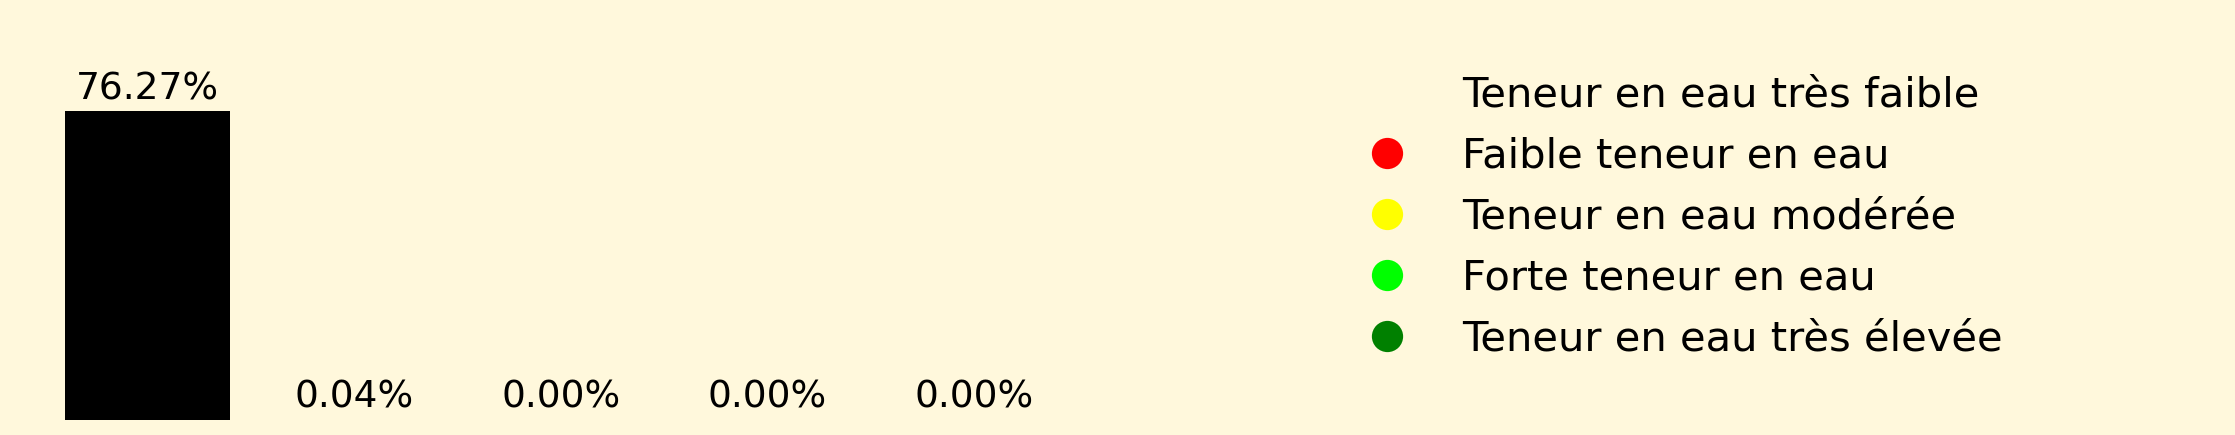 76.27%
0.04%
0.00%
0.00%
0.00%
Teneur en eau très faible
Faible teneur en eau
Teneur en eau modérée
Forte teneur en eau
Teneur en eau très élevée